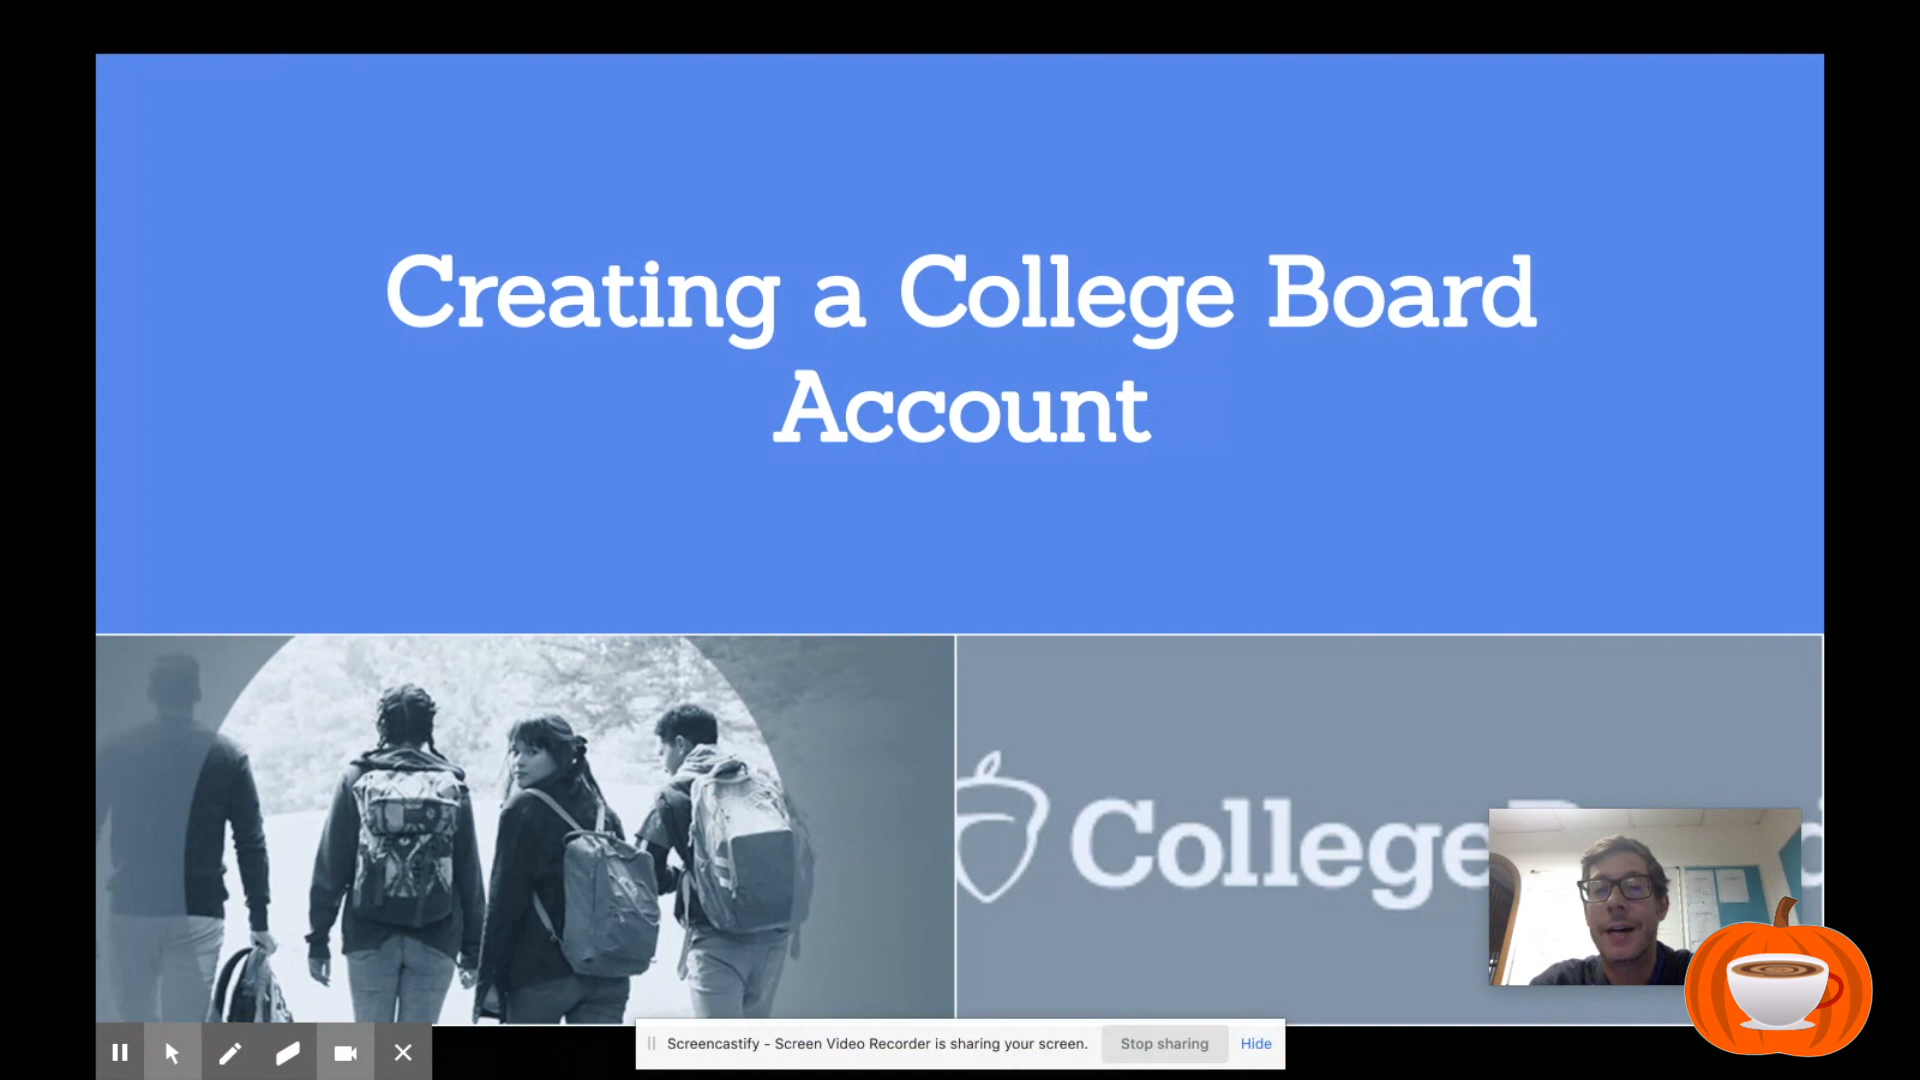 Creating a College Board
Account
College
Screencastify - Screen Video Recorder is sharing your screen.
Stop sharing
Hide